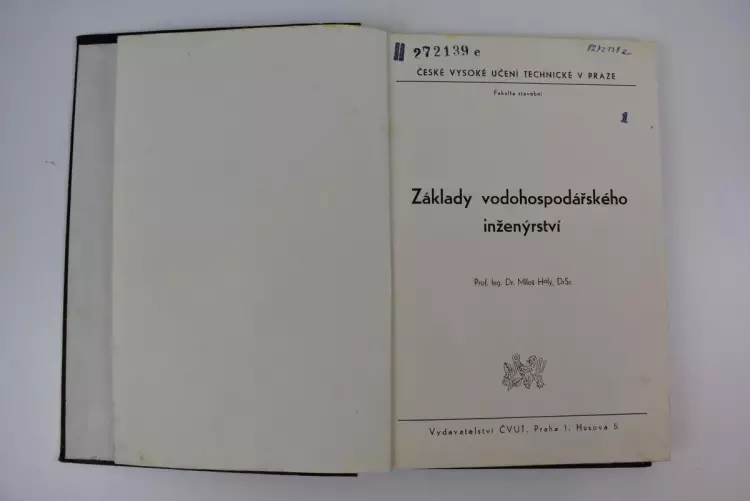 272139 e
ČESKÉ VYSOKÉ UČENÍ TECHNICKÉ V PRAZE
Fakulta stavební
1
Základy vodohospodářského
inženýrství
Prof. Ing. Dr. Miloš Holý, DrSc.
Vydavatelství ČVUT, Praha 1, Husova 5